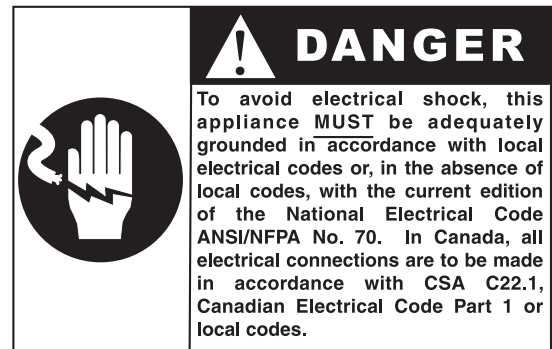 DANGER
To avoid electrical shock, this
appliance MUST be adequately
grounded in accordance with local
electrical codes or, in the absence of
local codes, with the current edition
of the National Electrical Code
ANSI/NFPA No. 70. In Canada, all
electrical connections are to be made
in accordance with CSA C22.1,
Canadian Electrical Code Part 1 or
local codes.